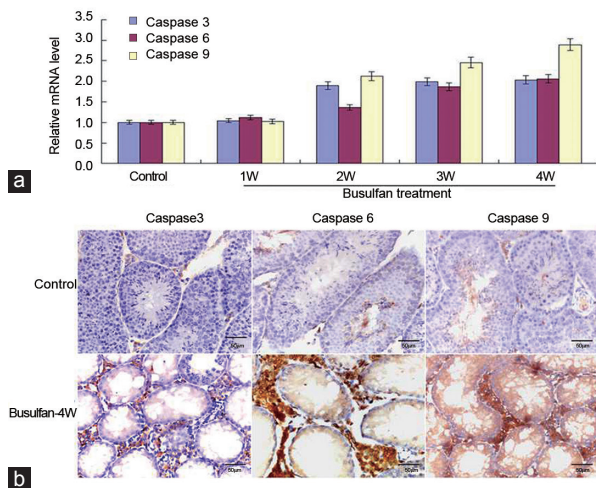 a
Relative mRNA level
3.5
3.0
2.5
2.0
1.5
1.0
0.5
0.0
Caspase 3
Caspase 6
Caspase 9
Control
1W
2W
3W
4W
Busulfan treatment
Caspase3
Caspase 6
Caspase 9
Control
50μm
50μm
50μm
Busulfan-4W
50μm
50μm
50μm
b